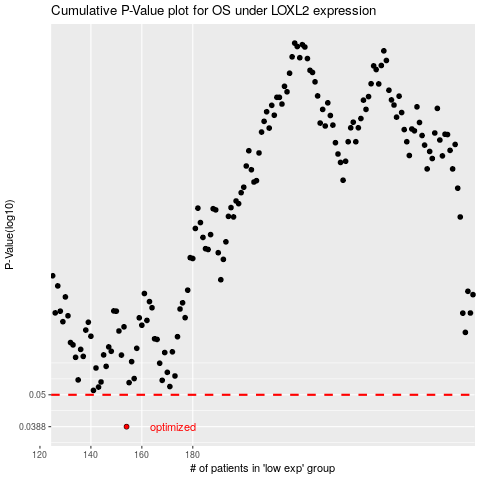 Cumulative P-Value plot for OS under LOXL2 expression
P-Value(log10)
0.05
0.0388
optimized
120 140 160 180
# of patients in 'low exp' group